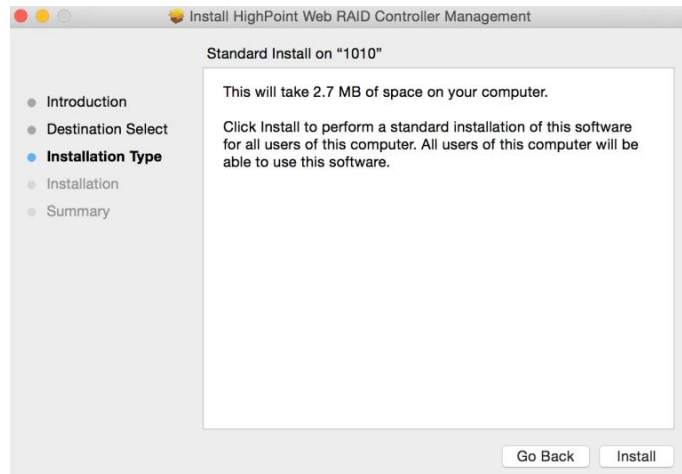 Install HighPoint Web RAID Controller Management
Standard Install on “1010”
Introduction
Destination Select
Installation Type
Installation
Summary
This will take 2.7 MB of space on your computer.
Click Install to perform a standard installation of this software
for all users of this computer. All users of this computer will be
able to use this software.
Go Back
Install